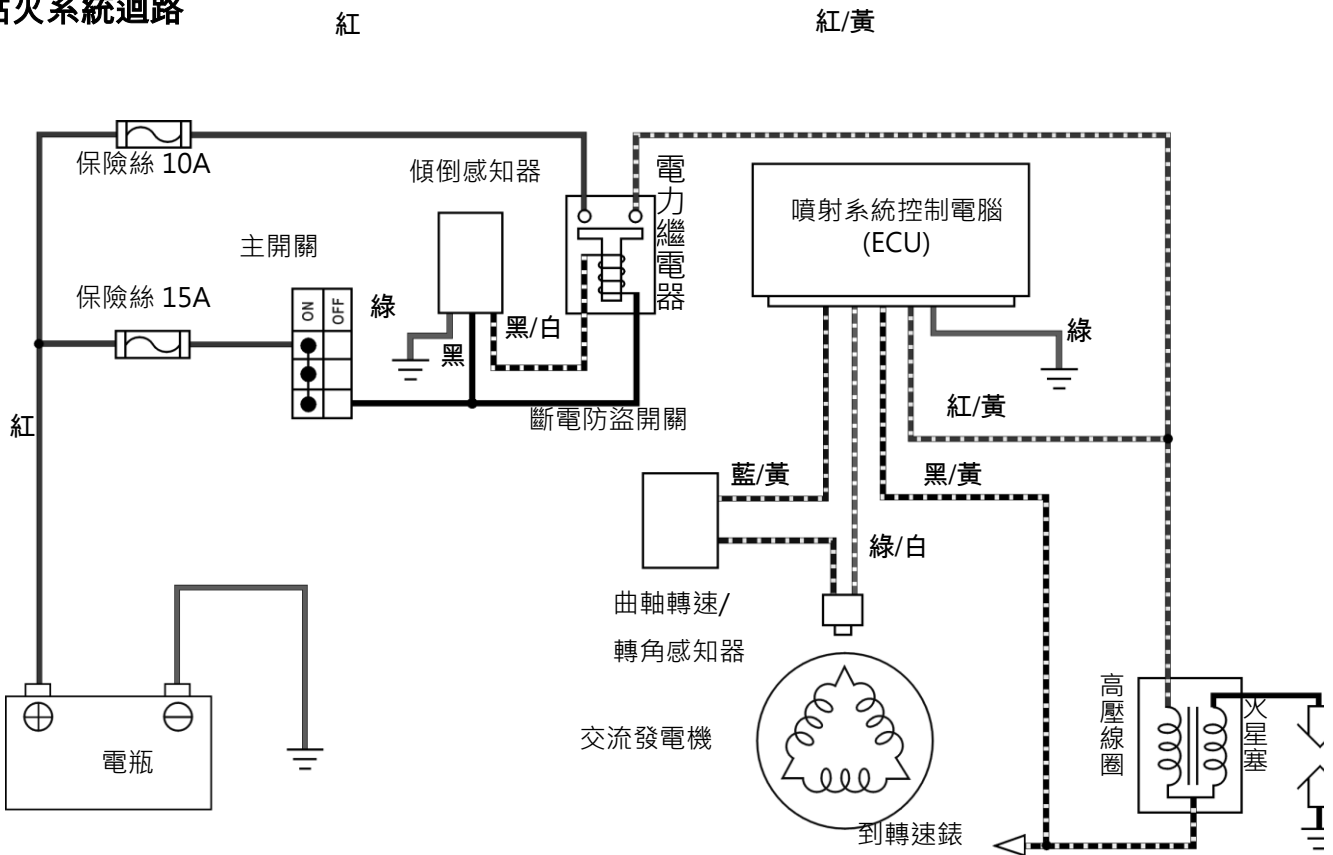 火系統迴路
紅
紅/黃
保險絲 10A
傾倒感知器
電力繼電器
噴射系統控制電腦
(ECU)
主開關
保險絲 15A
ON
OFF
綠
黑/白
黑
綠
紅
斷電防盜開關
紅/黃
藍/黃
黑/黃
綠/白
曲軸轉速/
轉角感知器
高壓線圈
火星塞
交流發電機
電瓶
到轉速錶